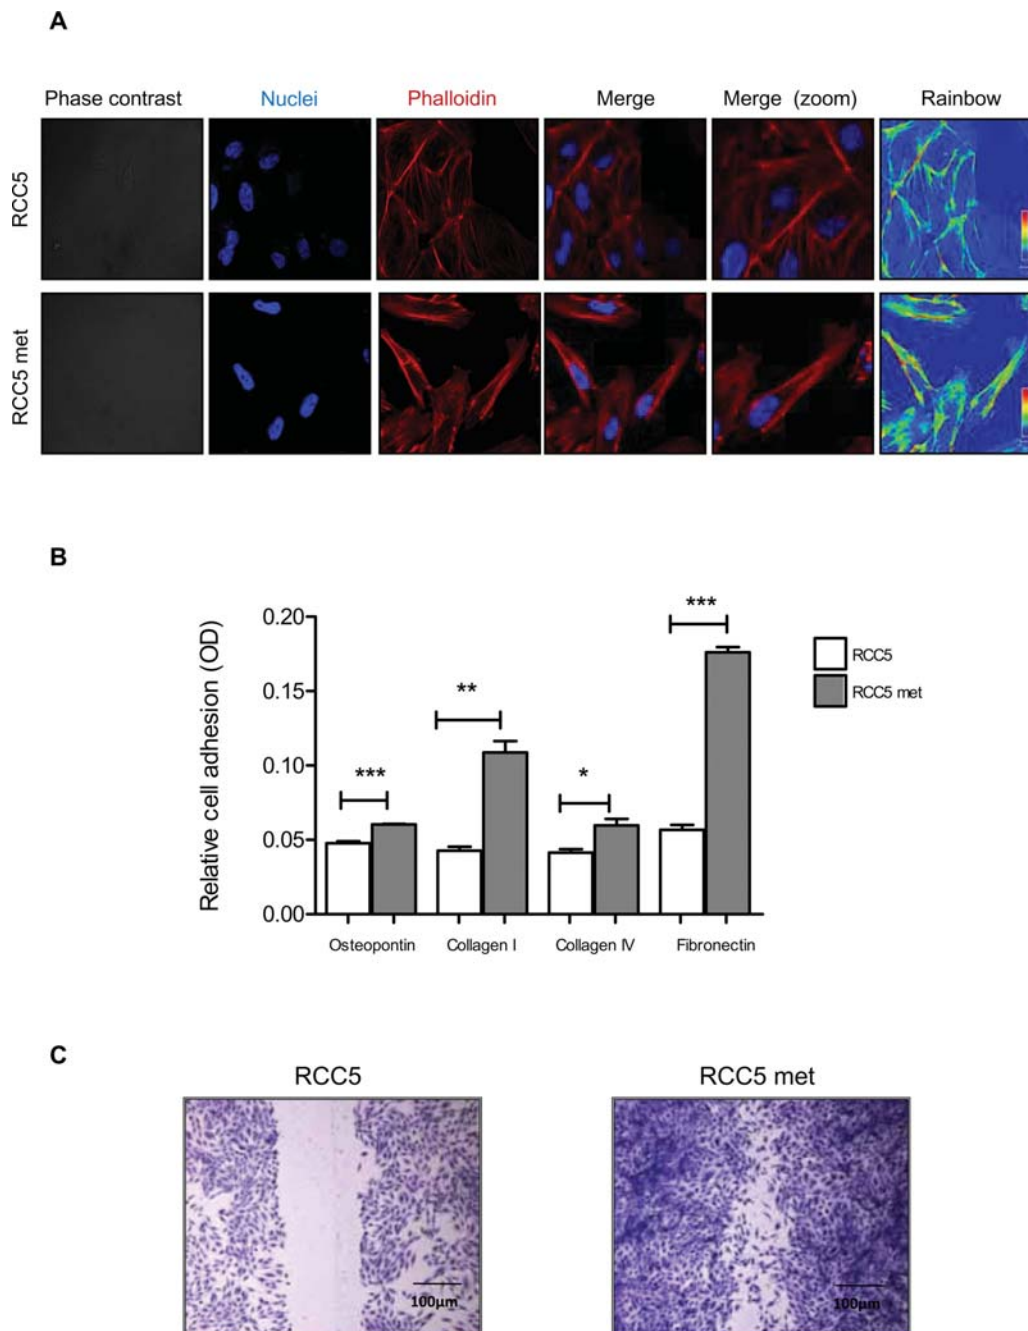 A
Phase contrast Nuclei Phalloidin Merge Merge (zoom) Rainbow
RCC5
RCC5 met
B
Relative cell adhesion (OD)
0.20
0.15
0.10
0.05
0.00
***
**
*
***
RCC5
RCC5 met
Osteopontin Collagen I Collagen IV Fibronectin
C
RCC5 RCC5 met
100µm 100µm